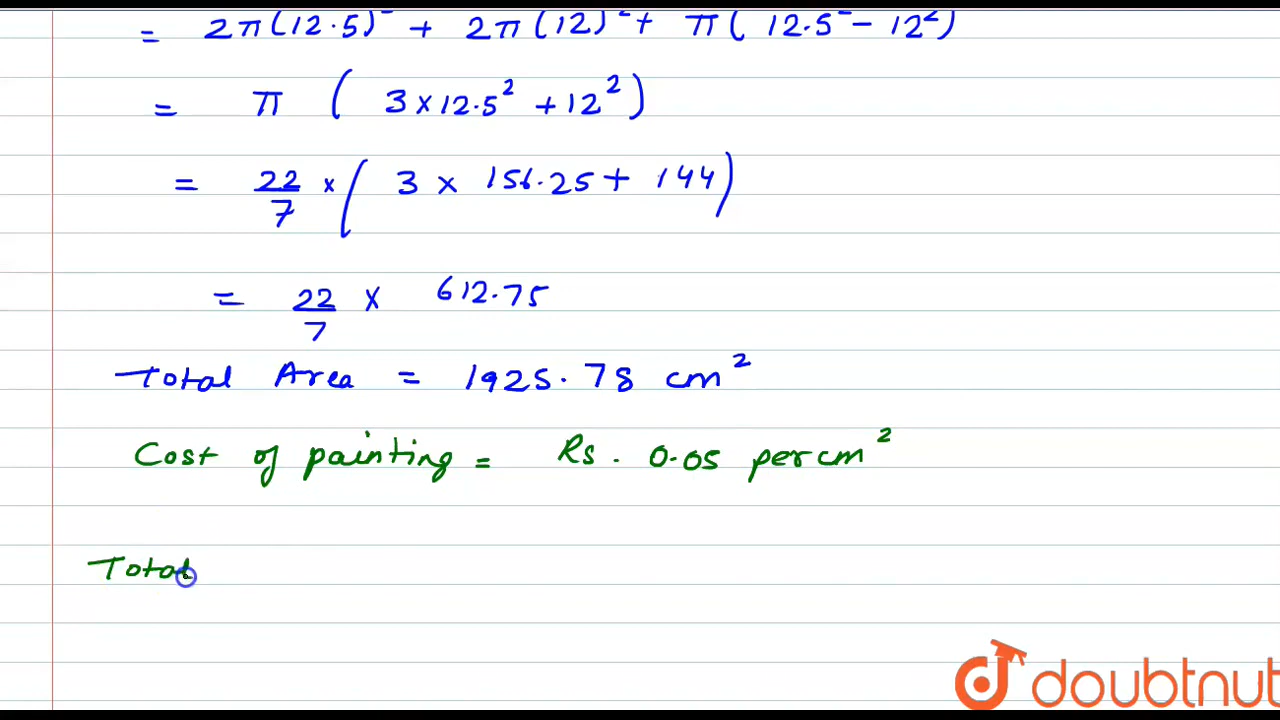 = 2π(12.5)² + 2π(12)² + π(12.5² - 12²)
= π (3×12.5² + 12²)
= 22/7 × (3 × 156.25 + 144)
= 22/7 × 612.75
Total Area = 1925.78 cm²
Cost of painting = Rs. 0.05 per cm²
Total
doubtnut